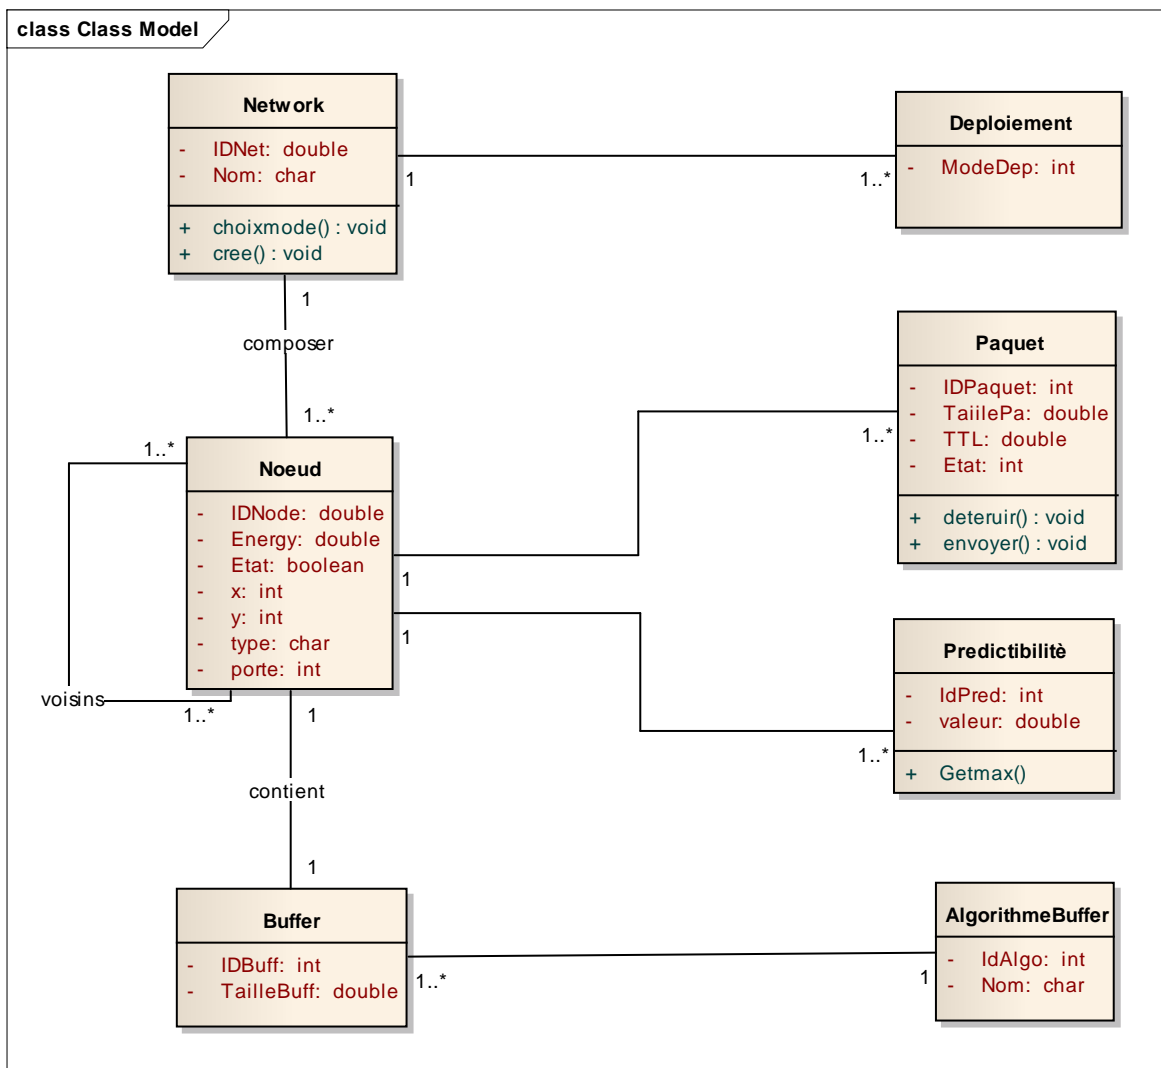 class Class Model
Network
- IDNet: double
- Nom: char
+ choixmode() : void
+ cree() : void
1
1..*
Deploiement
- ModeDep: int
1
composer
1..*
Paquet
- IDPaquet: int
- TaiilePa: double
- TTL: double
- Etat: int
+ deteruir() : void
+ envoyer() : void
1..*
1..*
Noeud
- IDNode: double
- Energy: double
- Etat: boolean
- x: int
- y: int
- type: char
- porte: int
1
1
voisins
1..*
Predictibilitè
- IdPred: int
- valeur: double
+ Getmax()
1..*
1
contient
1
Buffer
- IDBuff: int
- TailleBuff: double
1..*
1
AlgorithmeBuffer
- IdAlgo: int
- Nom: char